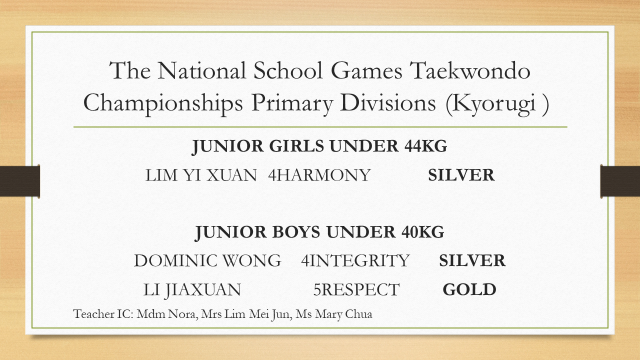 The National School Games Taekwondo
Championships Primary Divisions (Kyorugi )
JUNIOR GIRLS UNDER 44KG
LIM YI XUAN 4HARMONY SILVER
JUNIOR BOYS UNDER 40KG
DOMINIC WONG 4INTEGRITY SILVER
LI JIAXUAN 5RESPECT GOLD
Teacher IC: Mdm Nora, Mrs Lim Mei Jun, Ms Mary Chua